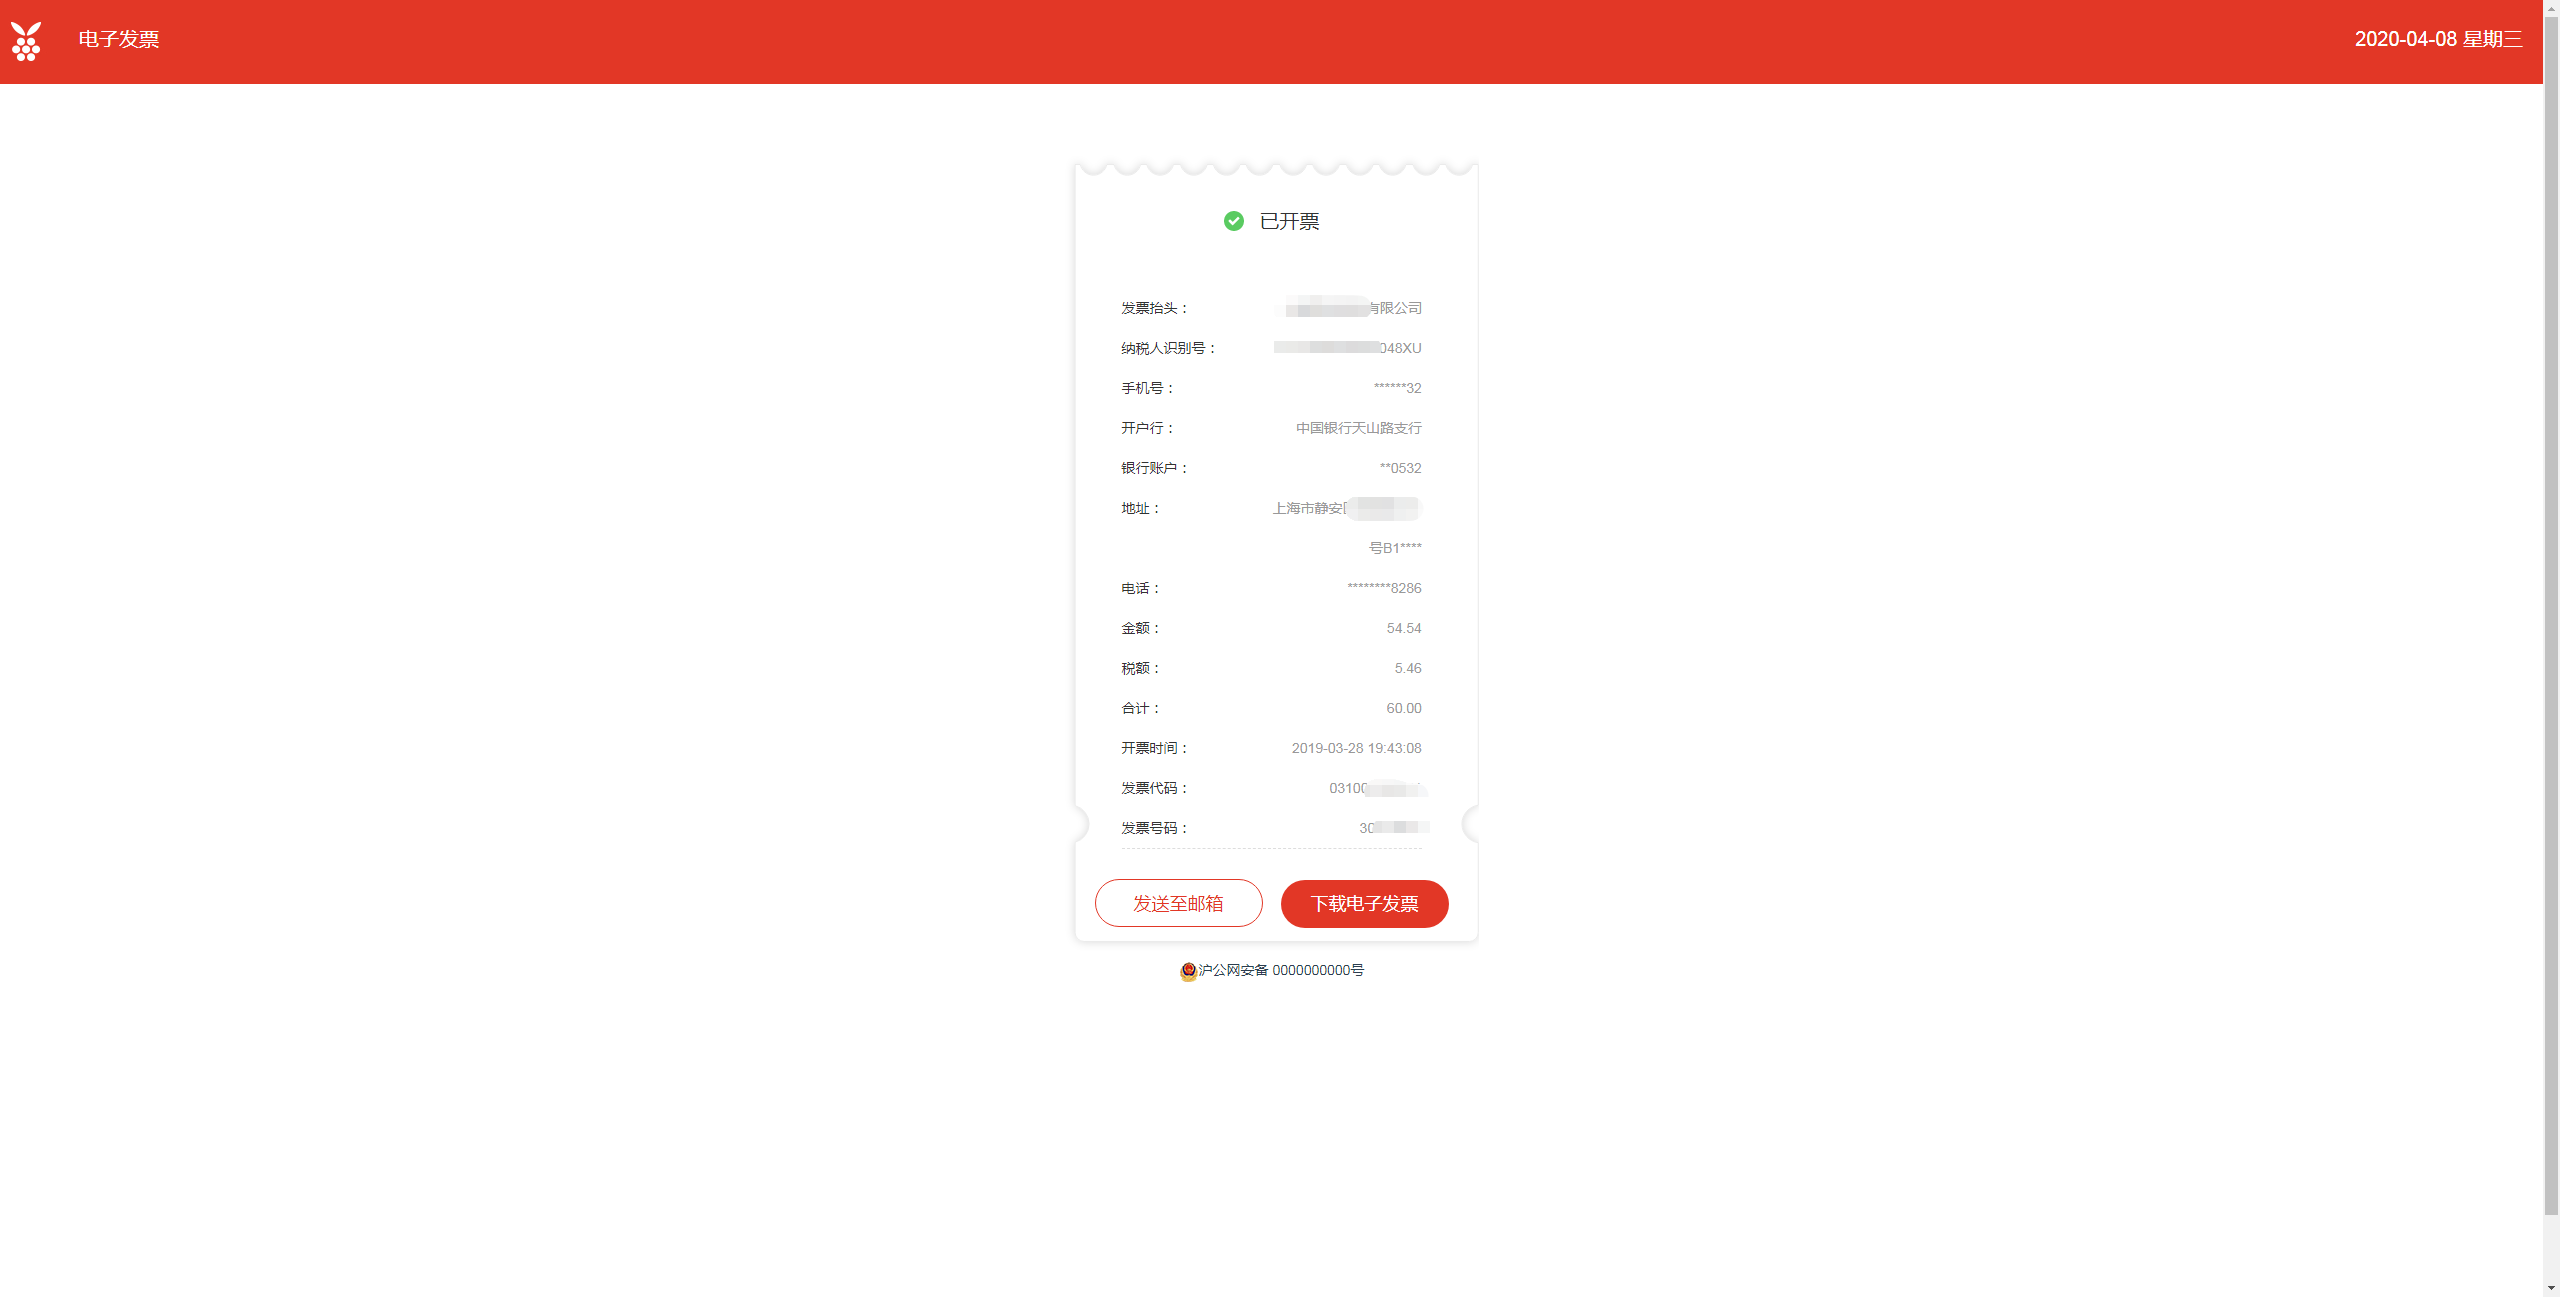 电子发票
2020-04-08 星期三
已开票
发票抬头： 有限公司
纳税人识别号： 048XU
手机号： ******32
开户行： 中国银行天山路支行
银行账户： **0532
地址： 上海市静安
号B1****
电话： ********8286
金额： 54.54
税额： 5.46
合计： 60.00
开票时间： 2019-03-28 19:43:08
发票代码： 03100
发票号码： 30
发送至邮箱 下载电子发票
沪公网安备 0000000000号